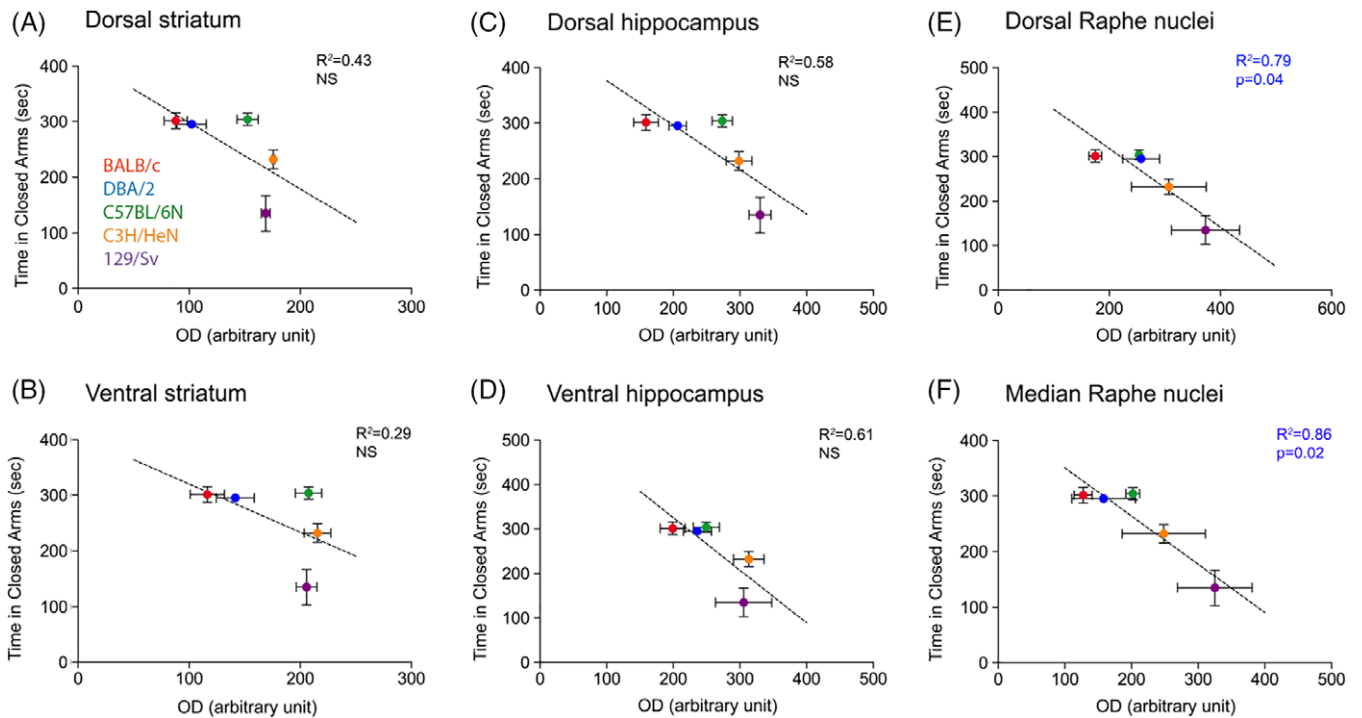 (A) Dorsal striatum
R²=0.43
NS
Time in Closed Arms (sec)
400
300
200
100
0
BALB/c
DBA/2
C57BL/6N
C3H/HeN
129/Sv
0 100 200 300
OD (arbitrary unit)
(C) Dorsal hippocampus
R²=0.58
NS
Time in Closed Arms (sec)
400
300
200
100
0
0 100 200 300 400 500
OD (arbitrary unit)
(E) Dorsal Raphe nuclei
R²=0.79
p=0.04
Time in Closed Arms (sec)
500
400
300
200
100
0
0 200 400 600
OD (arbitrary unit)
(B) Ventral striatum
R²=0.29
NS
Time in Closed Arms (sec)
400
300
200
100
0
0 100 200 300
OD (arbitrary unit)
(D) Ventral hippocampus
R²=0.61
NS
Time in Closed Arms (sec)
500
400
300
200
100
0
0 100 200 300 400 500
OD (arbitrary unit)
(F) Median Raphe nuclei
R²=0.86
p=0.02
Time in Closed Arms (sec)
400
300
200
100
0
0 100 200 300 400 500
OD (arbitrary unit)